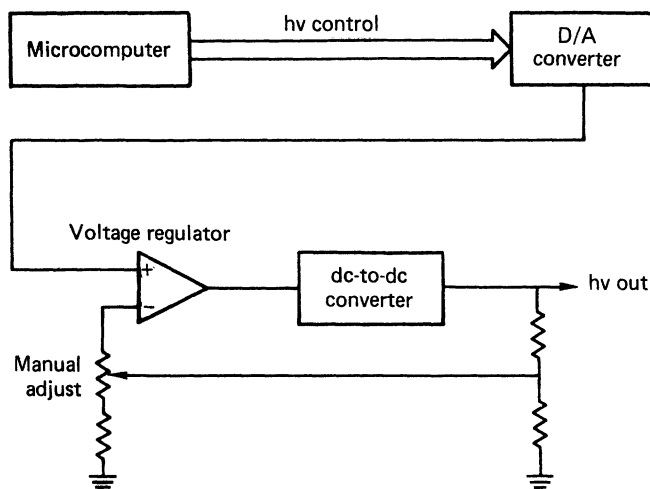 Microcomputer
hv control
D/A
converter
Voltage regulator
+
−
dc-to-dc
converter
hv out
Manual
adjust